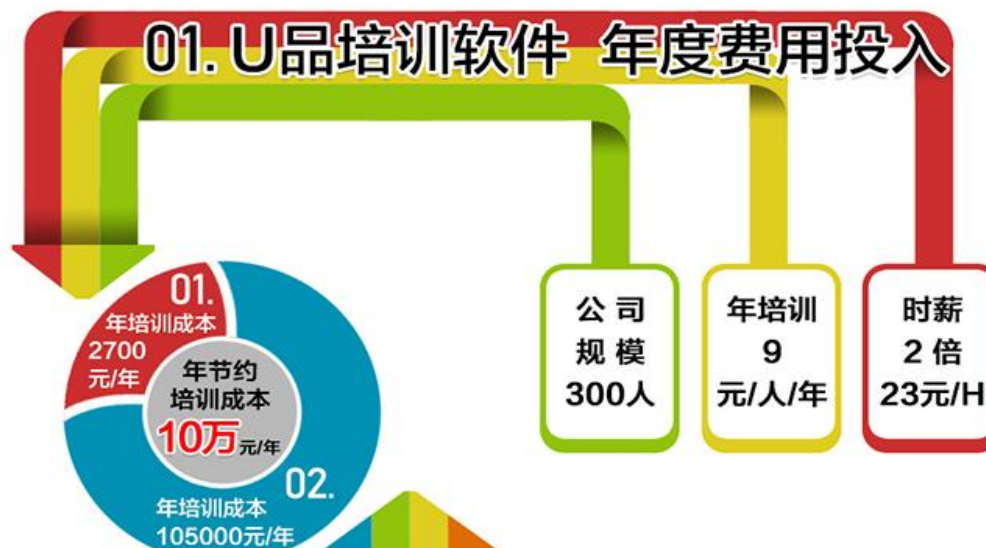 01. U品培训软件 年度费用投入
01.
年培训成本
2700
元/年
年节约
培训成本
10万元/年
02.
年培训成本
105000元/年
公 司
规 模
300人
年培训
9
元/人/年
时薪
2 倍
23元/H